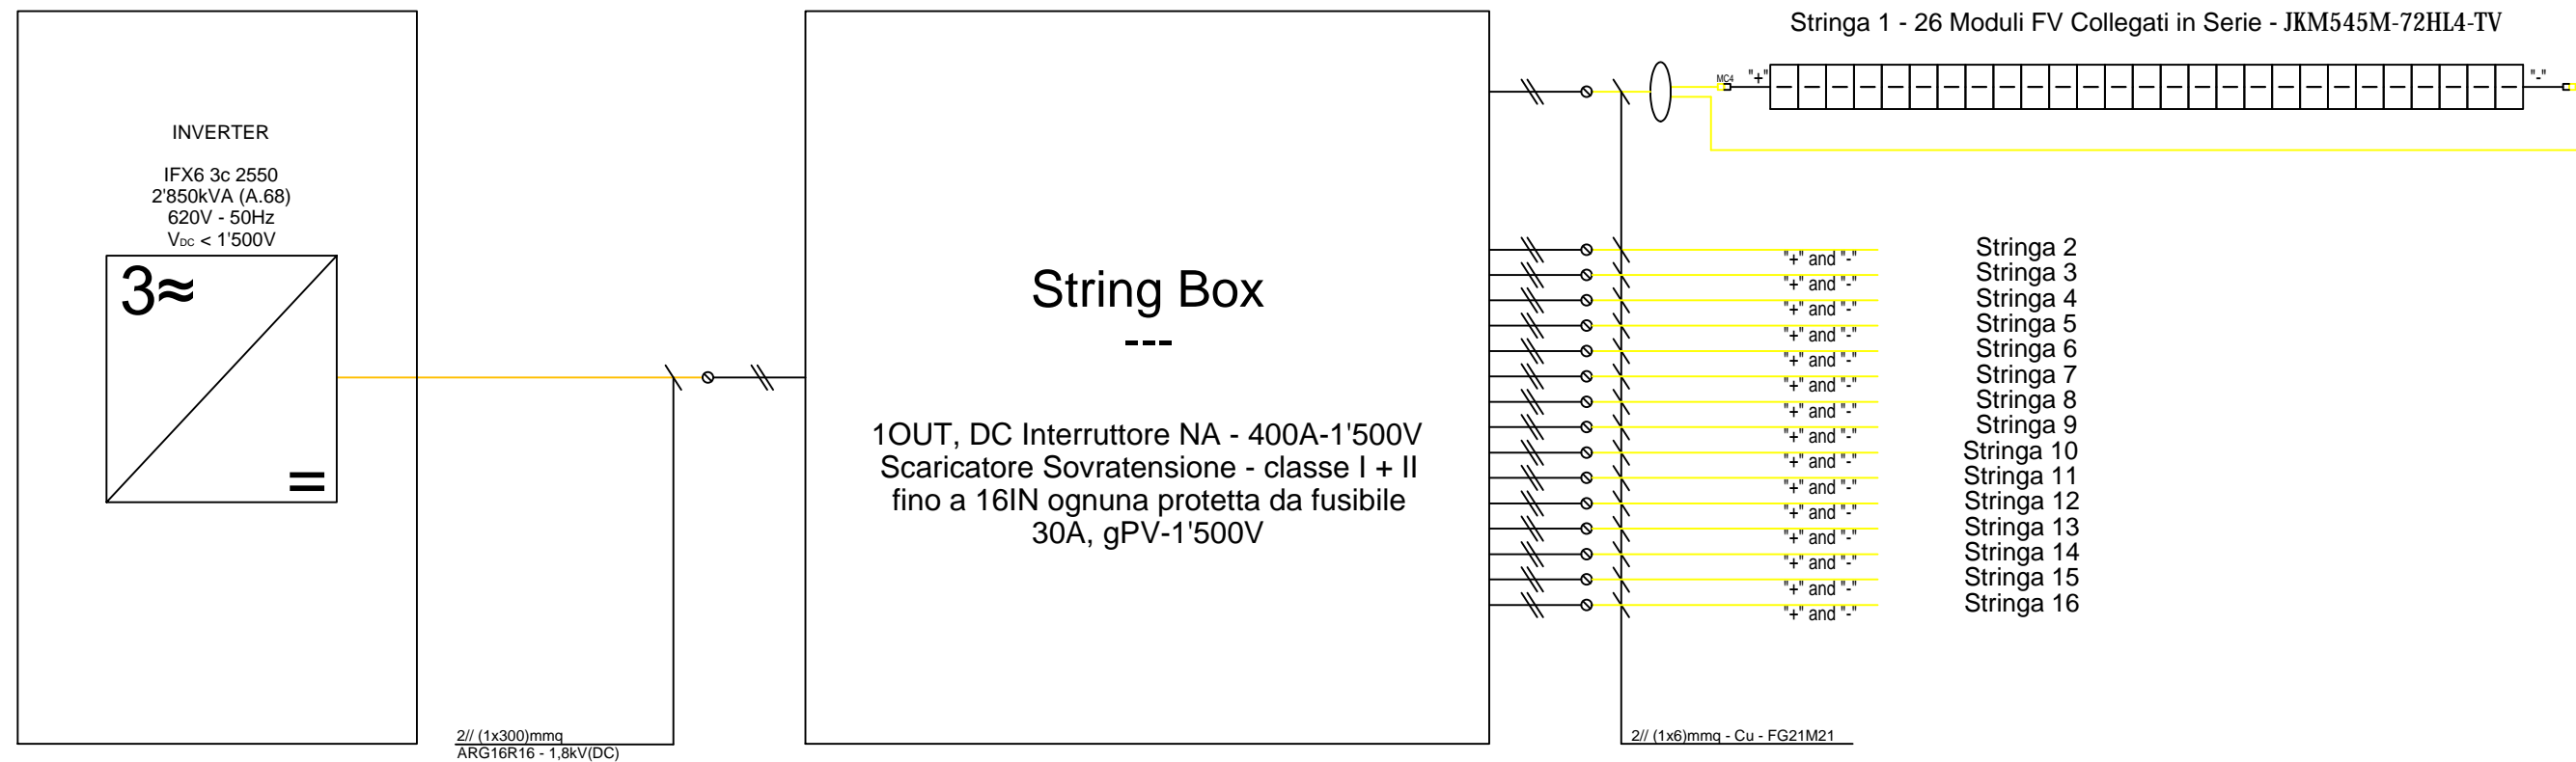 Stringa 1 - 26 Moduli FV Collegati in Serie - JKM545M-72HL4-TV
MC4 "+" "-"
INVERTER
IFX6 3c 2550
2'850kVA (A.68)
620V - 50Hz
VDC < 1'500V
3≈
=
String Box
---
1OUT, DC Interruttore NA - 400A-1'500V
Scaricatore Sovratensione - classe I + II
fino a 16IN ognuna protetta da fusibile
30A, gPV-1'500V
"+" and "-" Stringa 2
"+" and "-" Stringa 3
"+" and "-" Stringa 4
"+" and "-" Stringa 5
"+" and "-" Stringa 6
"+" and "-" Stringa 7
"+" and "-" Stringa 8
"+" and "-" Stringa 9
"+" and "-" Stringa 10
"+" and "-" Stringa 11
"+" and "-" Stringa 12
"+" and "-" Stringa 13
"+" and "-" Stringa 14
"+" and "-" Stringa 15
"+" and "-" Stringa 16
2// (1x300)mmq
ARG16R16 - 1,8kV(DC)
2// (1x6)mmq - Cu - FG21M21